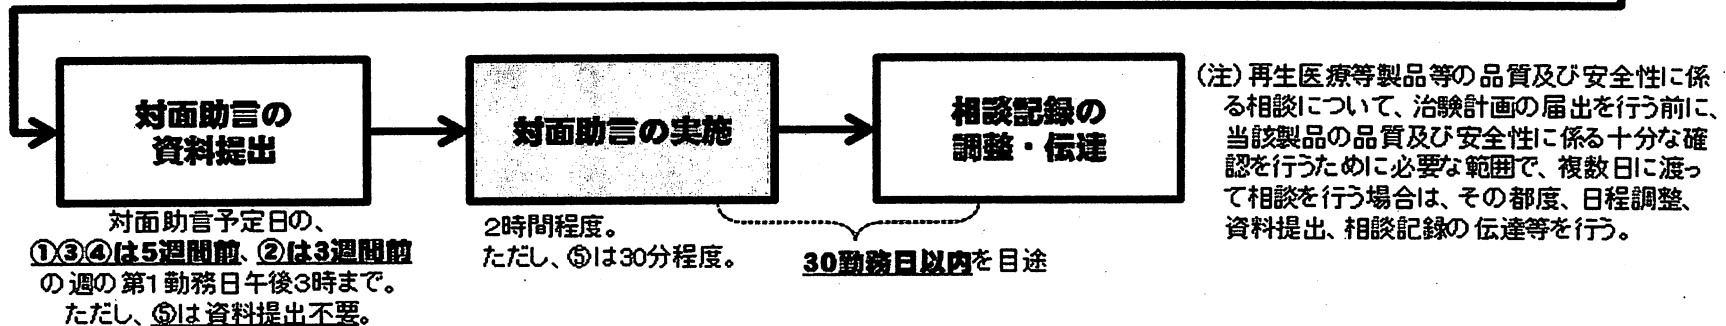 対面助言の
資料提出
対面助言予定日の、
①③④は5週間前、②は3週間前
の週の第1勤務日午後3時まで。
ただし、⑤は資料提出不要。
対面助言の実施
2時間程度。
ただし、⑤は30分程度。
相談記録の
調整・伝達
30勤務日以内を目途
(注)再生医療等製品等の品質及び安全性に係
る相談について、治験計画の届出を行う前に、
当該製品の品質及び安全性に係る十分な確
認を行うために必要な範囲で、複数日に渡っ
て相談を行う場合は、その都度、日程調整、
資料提出、相談記録の伝達等を行う。